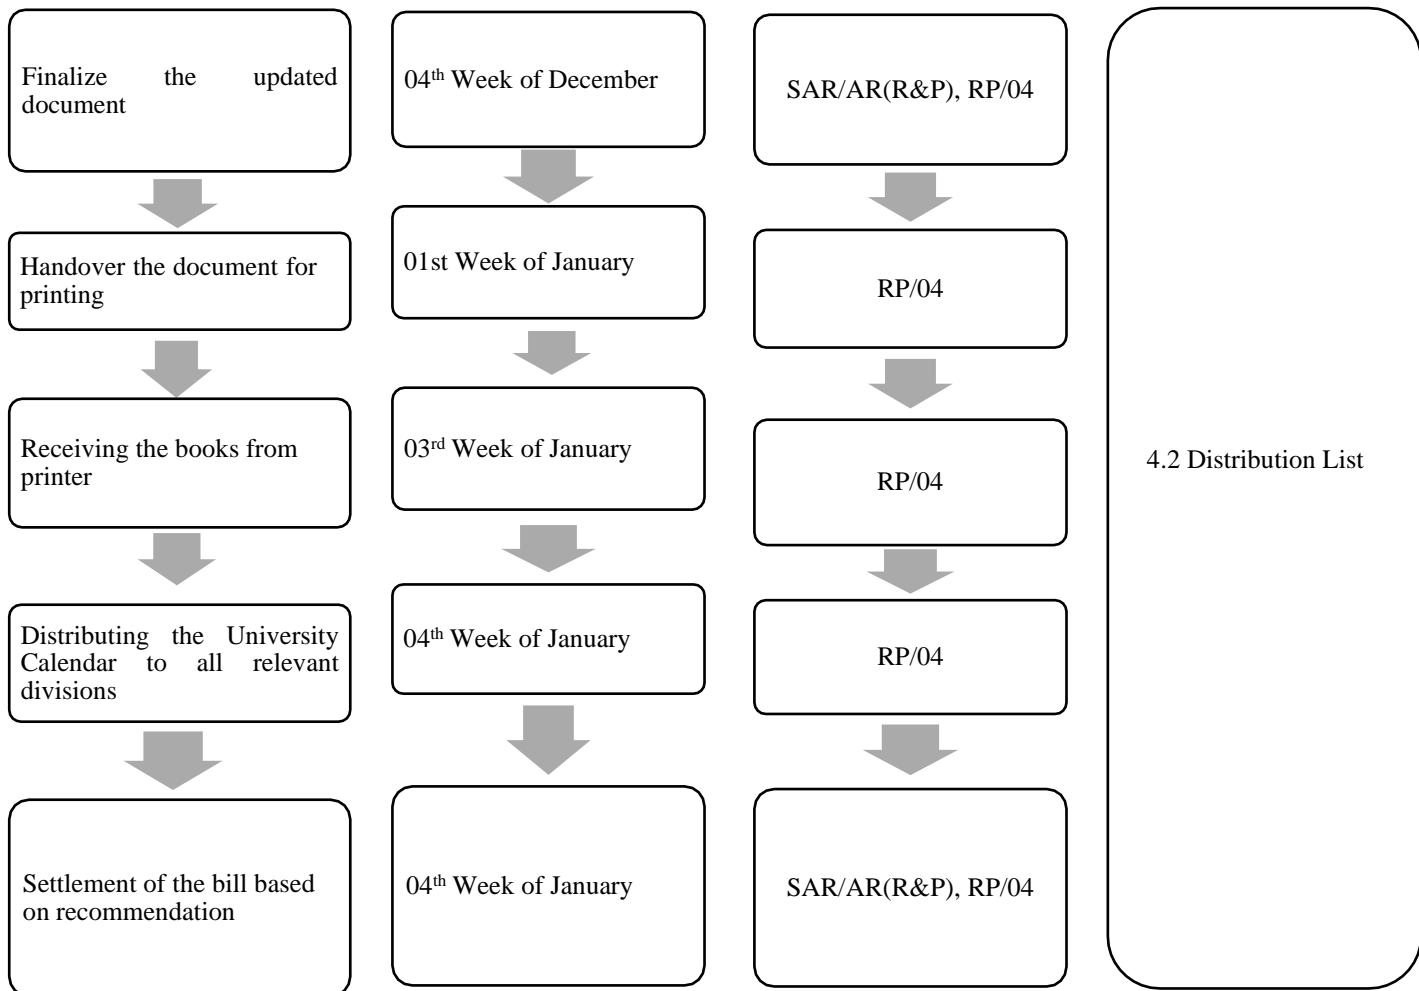 Finalize the updated
document
04th Week of December
SAR/AR(R&P), RP/04
Handover the document for
printing
01st Week of January
RP/04
Receiving the books from
printer
03rd Week of January
RP/04
4.2 Distribution List
Distributing the University
Calendar to all relevant
divisions
04th Week of January
RP/04
Settlement of the bill based
on recommendation
04th Week of January
SAR/AR(R&P), RP/04